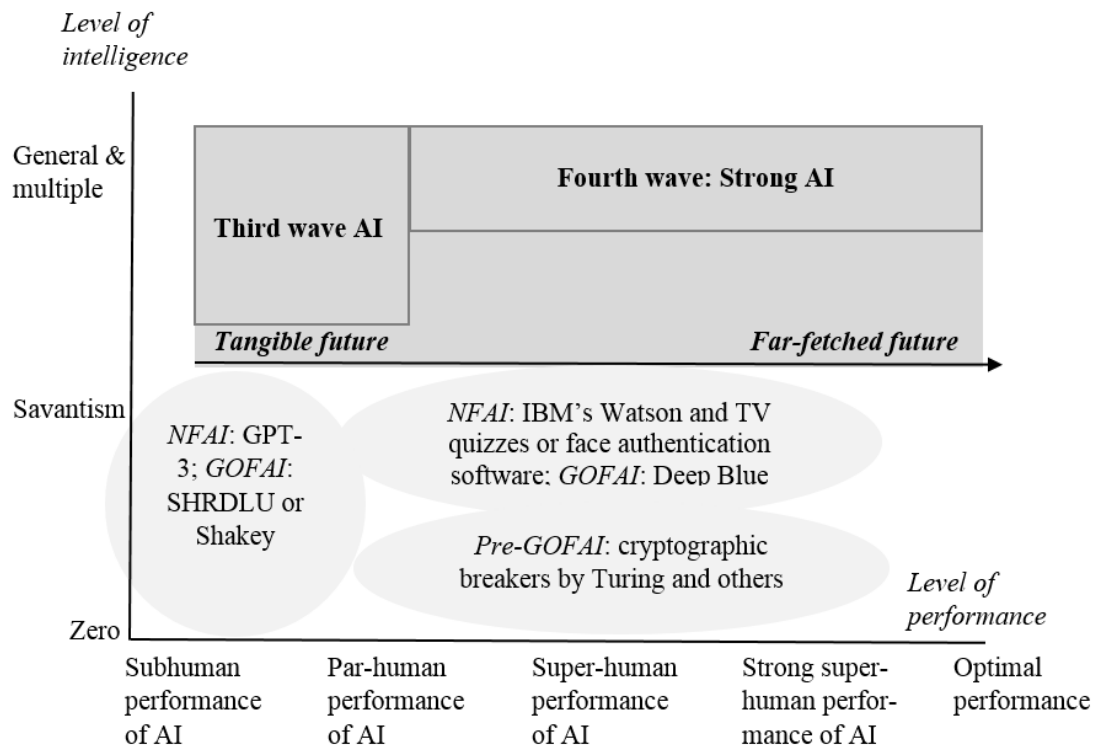 Level of
intelligence
General &
multiple
Third wave AI
Fourth wave: Strong AI
Tangible future
Far-fetched future
Savantism
NFAI: GPT-
3; GOFAI:
SHRDLU or
Shakey
NFAI: IBM’s Watson and TV
quizzes or face authentication
software; GOFAI: Deep Blue
Pre-GOFAI: cryptographic
breakers by Turing and others
Level of
performance
Zero
Subhuman
performance
of AI
Par-human
performance
of AI
Super-human
performance
of AI
Strong super-
human perfor-
mance of AI
Optimal
performance